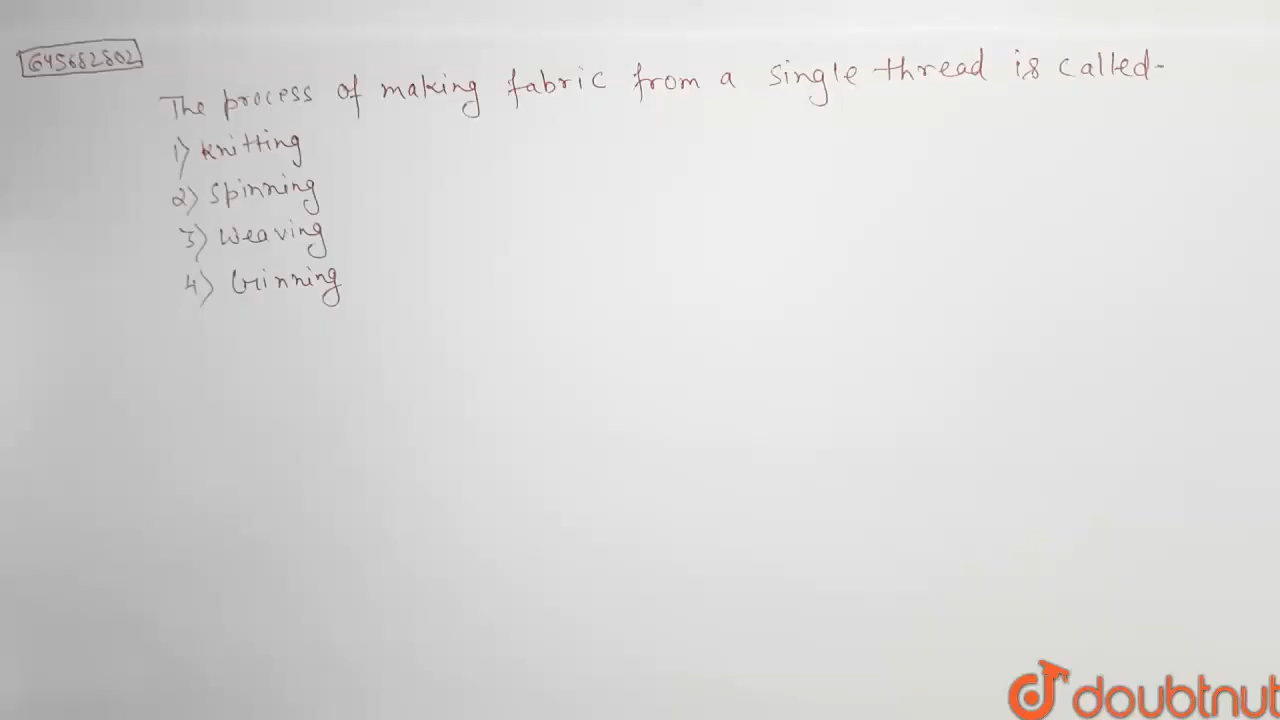 645682802
The process of making fabric from a single thread is called-
1) Knitting
2) Spinning
3) Weaving
4) Ginning
doubtnut